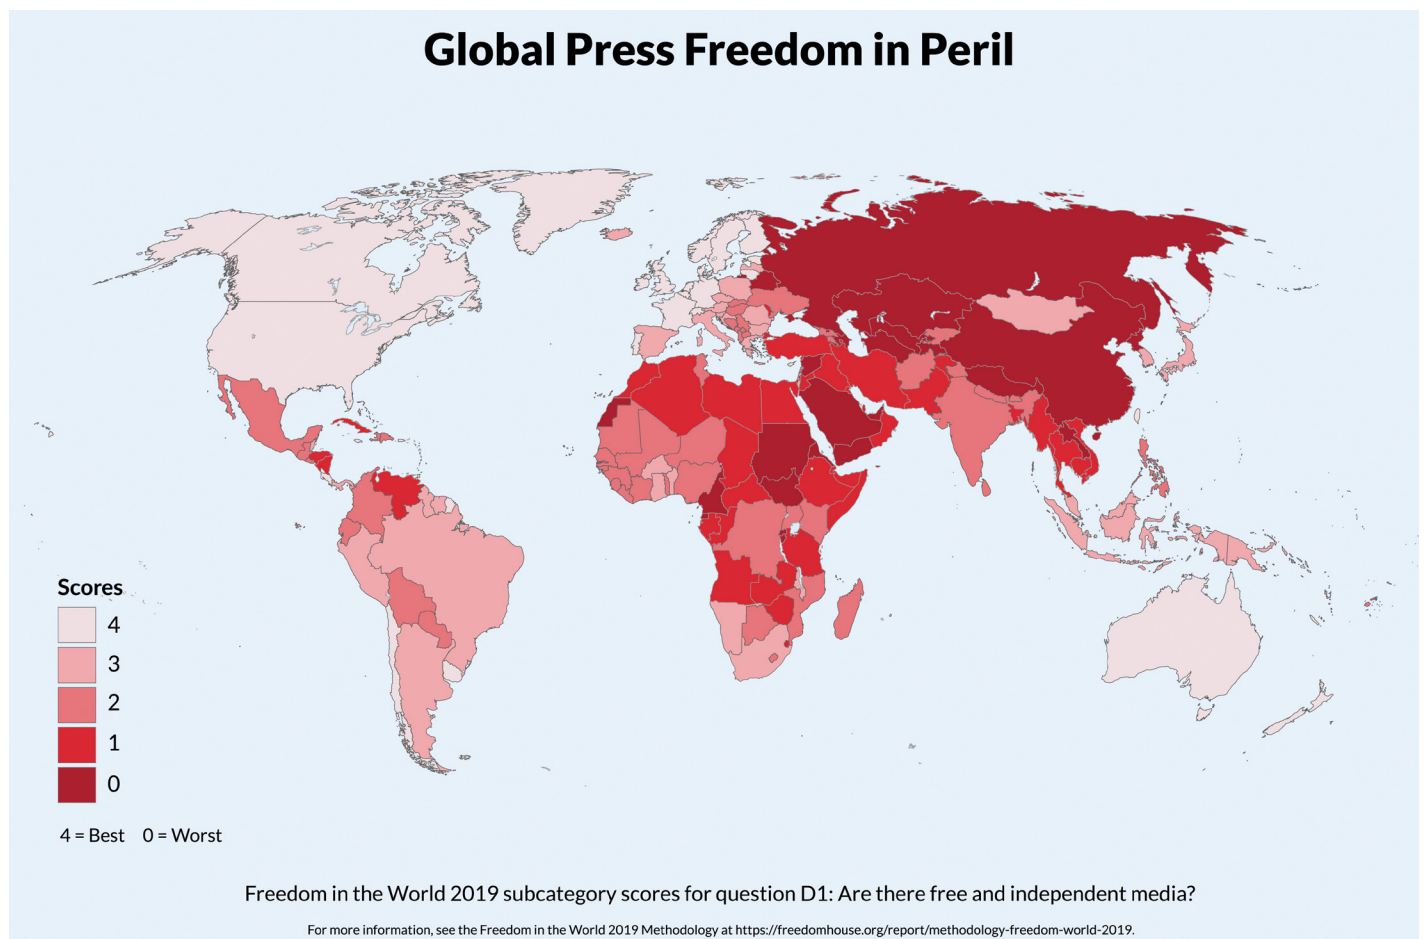 Global Press Freedom in Peril
Scores
4
3
2
1
0
4 = Best 0 = Worst
Freedom in the World 2019 subcategory scores for question D1: Are there free and independent media?
For more information, see the Freedom in the World 2019 Methodology at https://freedomhouse.org/report/methodology-freedom-world-2019.